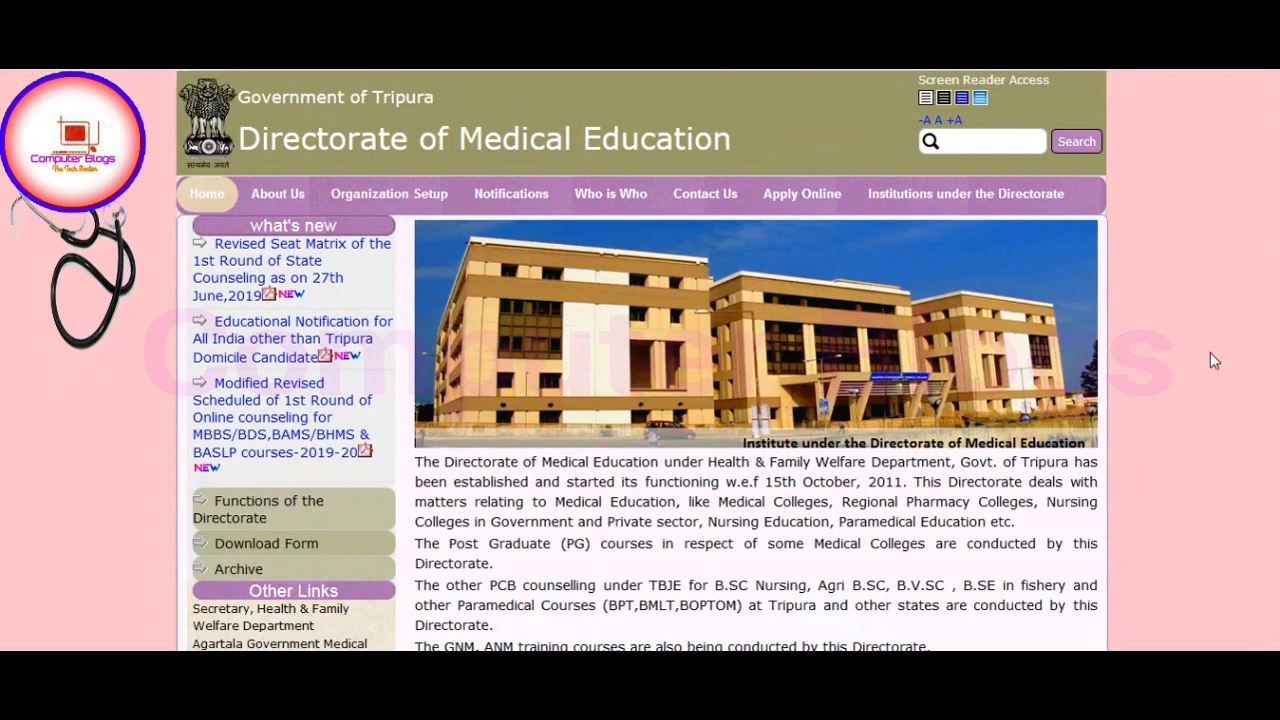 Computer Blogs
The Tech Mentor
Government of Tripura
Directorate of Medical Education
सत्यमेव जयते
Screen Reader Access
-A A +A
Search
Home
About Us
Organization Setup
Notifications
Who is Who
Contact Us
Apply Online
Institutions under the Directorate
what's new
Revised Seat Matrix of the
1st Round of State
Counseling as on 27th
June,2019 NEW
Educational Notification for
All India other than Tripura
Domicile Candidate NEW
Modified Revised
Scheduled of 1st Round of
Online counseling for
MBBS/BDS,BAMS/BHMS &
BASLP courses-2019-20
NEW
Functions of the
Directorate
Download Form
Archive
Other Links
Secretary, Health & Family
Welfare Department
Agartala Government Medical
Institute under the Directorate of Medical Education
The Directorate of Medical Education under Health & Family Welfare Department, Govt. of Tripura has
been established and started its functioning w.e.f 15th October, 2011. This Directorate deals with
matters relating to Medical Education, like Medical Colleges, Regional Pharmacy Colleges, Nursing
Colleges in Government and Private sector, Nursing Education, Paramedical Education etc.
The Post Graduate (PG) courses in respect of some Medical Colleges are conducted by this
Directorate.
The other PCB counselling under TBJE for B.SC Nursing, Agri B.SC, B.V.SC , B.SE in fishery and
other Paramedical Courses (BPT,BMLT,BOPTOM) at Tripura and other states are conducted by this
Directorate.
The GNM, ANM training courses are also being conducted by this Directorate.